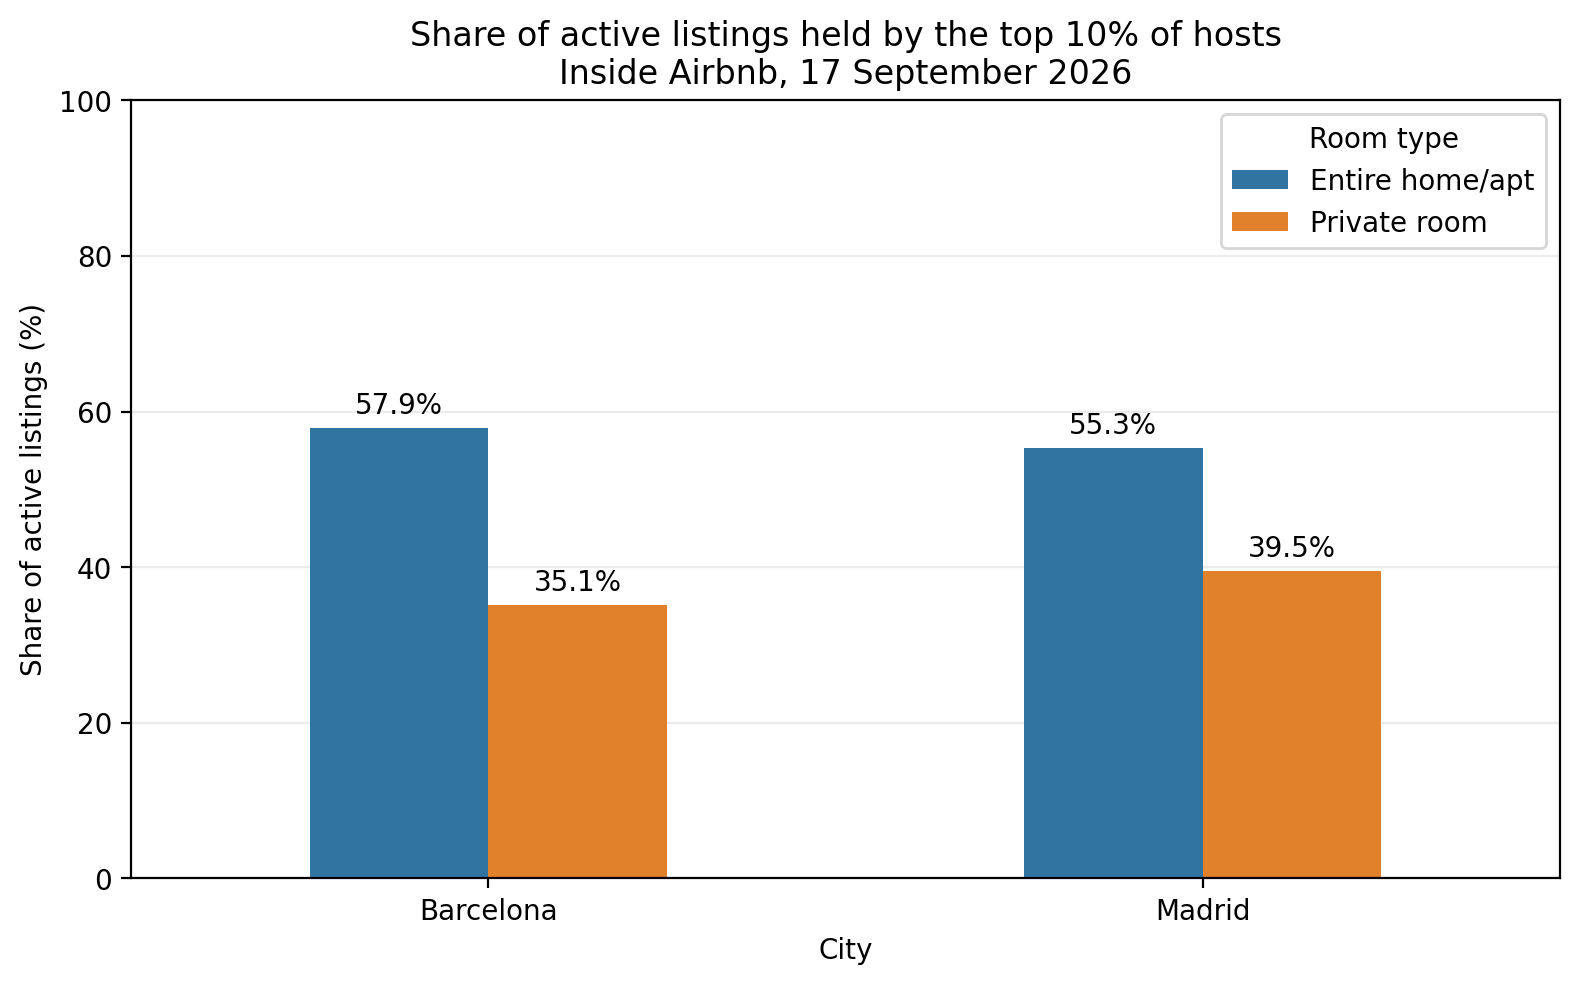 Share of active listings held by the top 10% of hosts
Inside Airbnb, 17 September 2026
Share of active listings (%)
100
80
60
40
20
0
Room type
Entire home/apt
Private room
57.9%
35.1%
55.3%
39.5%
Barcelona
Madrid
City